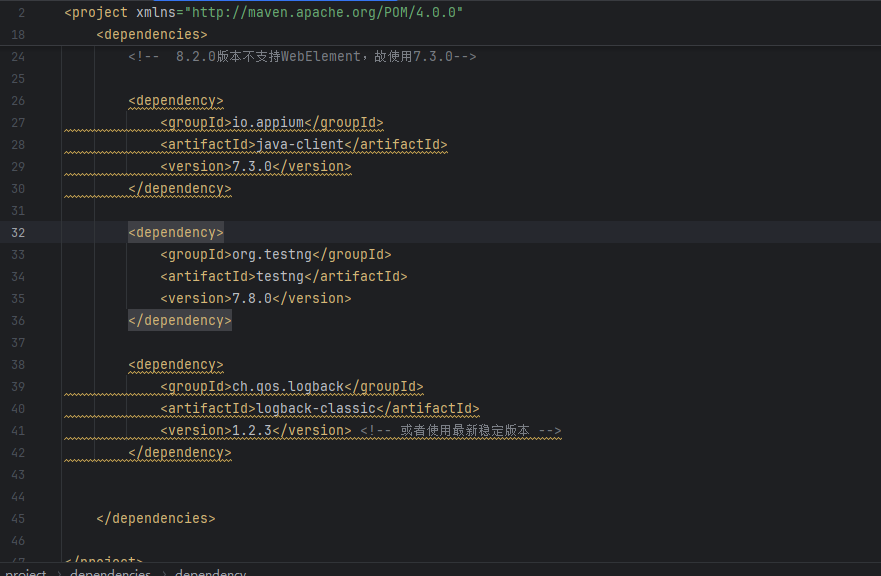 2 <project xmlns="http://maven.apache.org/POM/4.0.0"
18 <dependencies>
24 <!-- 8.2.0版本不支持WebElement，故使用7.3.0-->
25
26 <dependency>
27 <groupId>io.appium</groupId>
28 <artifactId>java-client</artifactId>
29 <version>7.3.0</version>
30 </dependency>
31
32 <dependency>
33 <groupId>org.testng</groupId>
34 <artifactId>testng</artifactId>
35 <version>7.8.0</version>
36 </dependency>
37
38 <dependency>
39 <groupId>ch.qos.logback</groupId>
40 <artifactId>logback-classic</artifactId>
41 <version>1.2.3</version> <!-- 或者使用最新稳定版本 -->
42 </dependency>
43
44
45 </dependencies>
46
47 </project>
project > dependencies > dependency